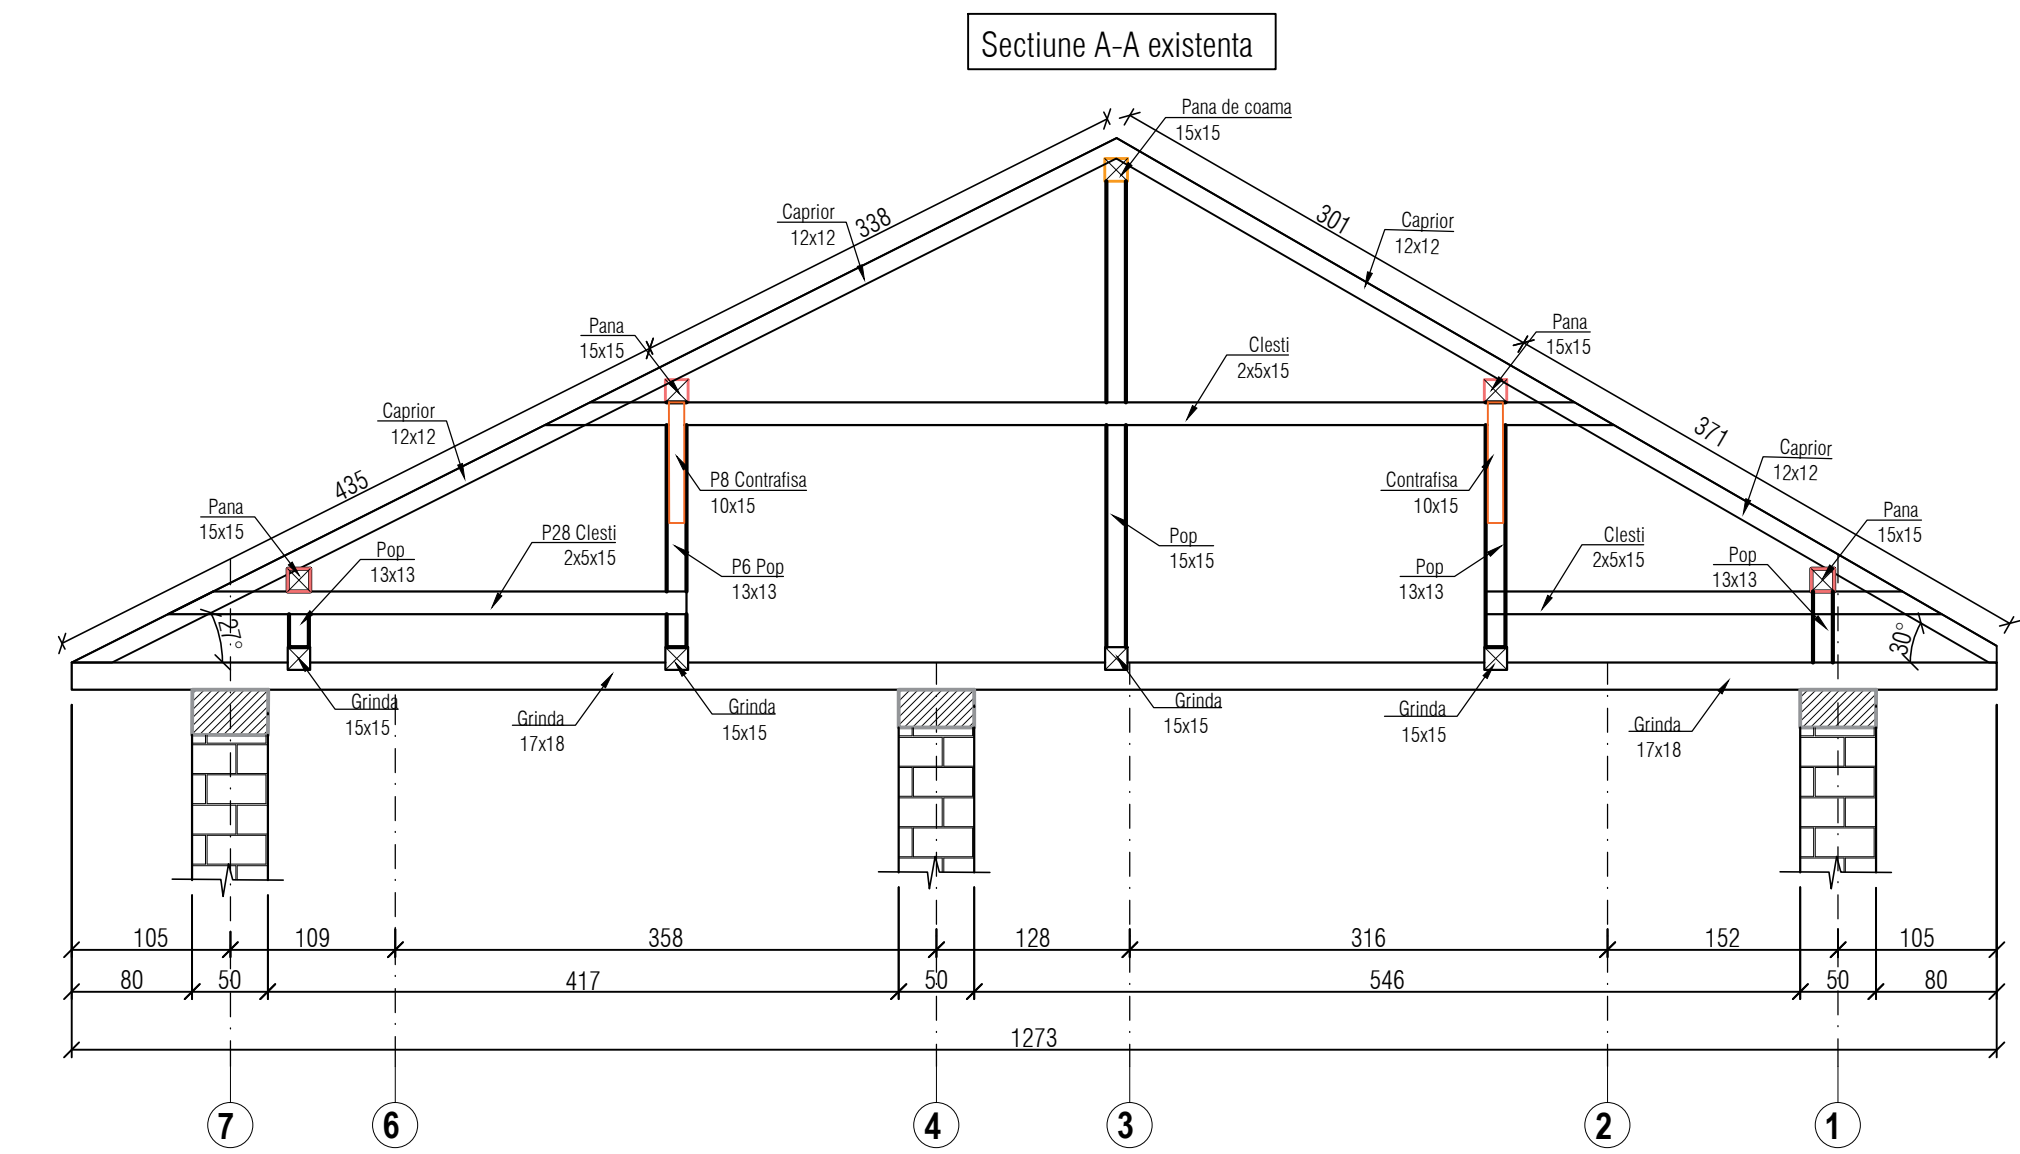 Sectiune A-A existenta
Pana de coama
15x15
Caprior
12x12
338
301
Caprior
12x12
Pana
15x15
Pana
15x15
Clesti
2x5x15
Caprior
12x12
435
371
Caprior
12x12
P8 Contrafisa
10x15
Contrafisa
10x15
Pana
15x15
Pana
15x15
Pop
13x13
P28 Clesti
2x5x15
P6 Pop
13x13
Pop
15x15
Pop
13x13
Clesti
2x5x15
Pop
13x13
27°
30°
Grinda
15x15
Grinda
17x18
Grinda
15x15
Grinda
15x15
Grinda
15x15
Grinda
17x18
105 109 358 128 316 152 105
80 50 417 50 546 50 80
1273
7 6 4 3 2 1